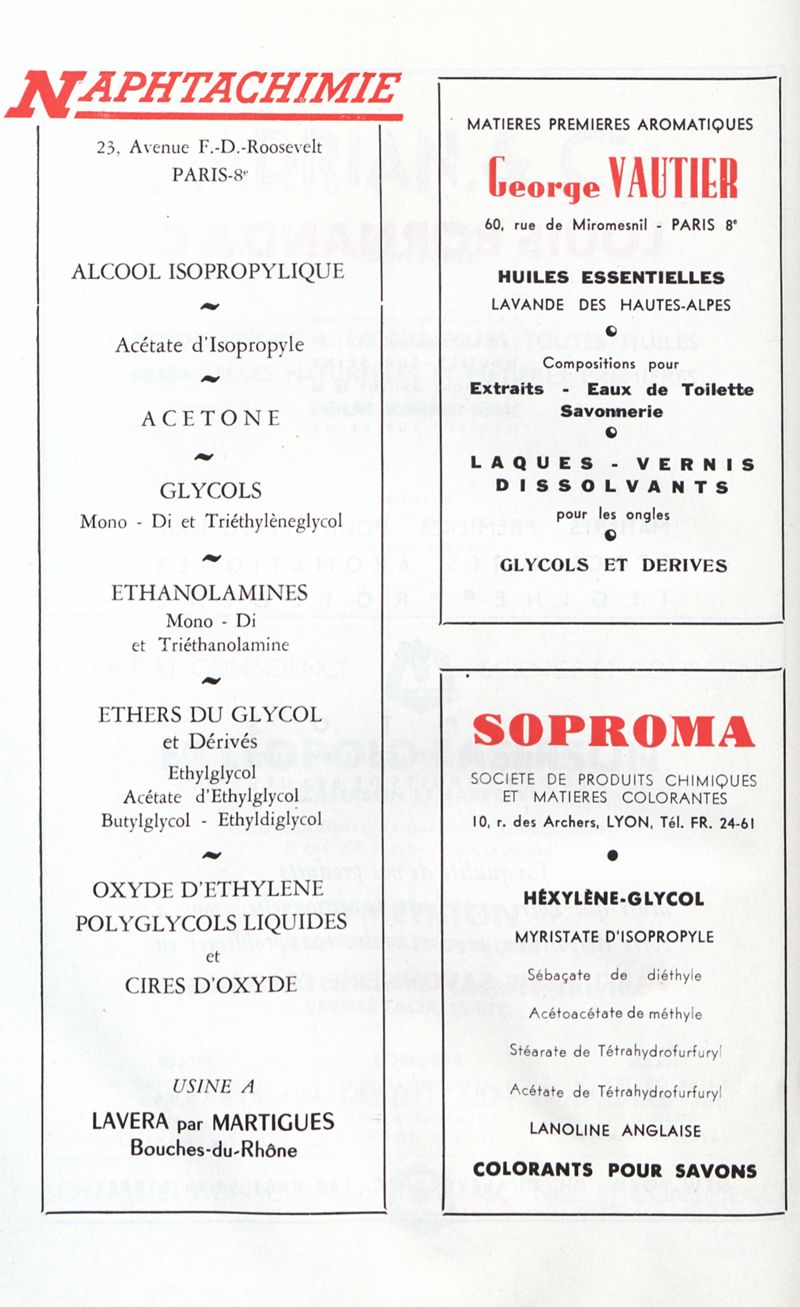 NAPHTACHIMIE
23, Avenue F.-D.-Roosevelt
PARIS-8e
ALCOOL ISOPROPYLIQUE
~
Acétate d'Isopropyle
~
ACETONE
~
GLYCOLS
Mono - Di et Triéthylèneglycol
~
ETHANOLAMINES
Mono - Di
et Triéthanolamine
~
ETHERS DU GLYCOL
et Dérivés
Ethylglycol
Acétate d'Ethylglycol
Butylglycol - Ethyldiglycol
~
OXYDE D'ETHYLENE
POLYGLYCOLS LIQUIDES
et
CIRES D'OXYDE
USINE A
LAVERA par MARTIGUES
Bouches-du-Rhône
MATIERES PREMIERES AROMATIQUES
George VAUTIER
60, rue de Miromesnil - PARIS 8e
HUILES ESSENTIELLES
LAVANDE DES HAUTES-ALPES
Compositions pour
Extraits - Eaux de Toilette
Savonnerie
LAQUES - VERNIS
DISSOLVANTS
pour les ongles
GLYCOLS ET DERIVES
SOPROMA
SOCIETE DE PRODUITS CHIMIQUES
ET MATIERES COLORANTES
10, r. des Archers, LYON, Tél. FR. 24-61
HÉXYLÈNE-GLYCOL
MYRISTATE D'ISOPROPYLE
Sébaçate de diéthyle
Acétoacétate de méthyle
Stéarate de Tétrahydrofurfuryl
Acétate de Tétrahydrofurfuryl
LANOLINE ANGLAISE
COLORANTS POUR SAVONS